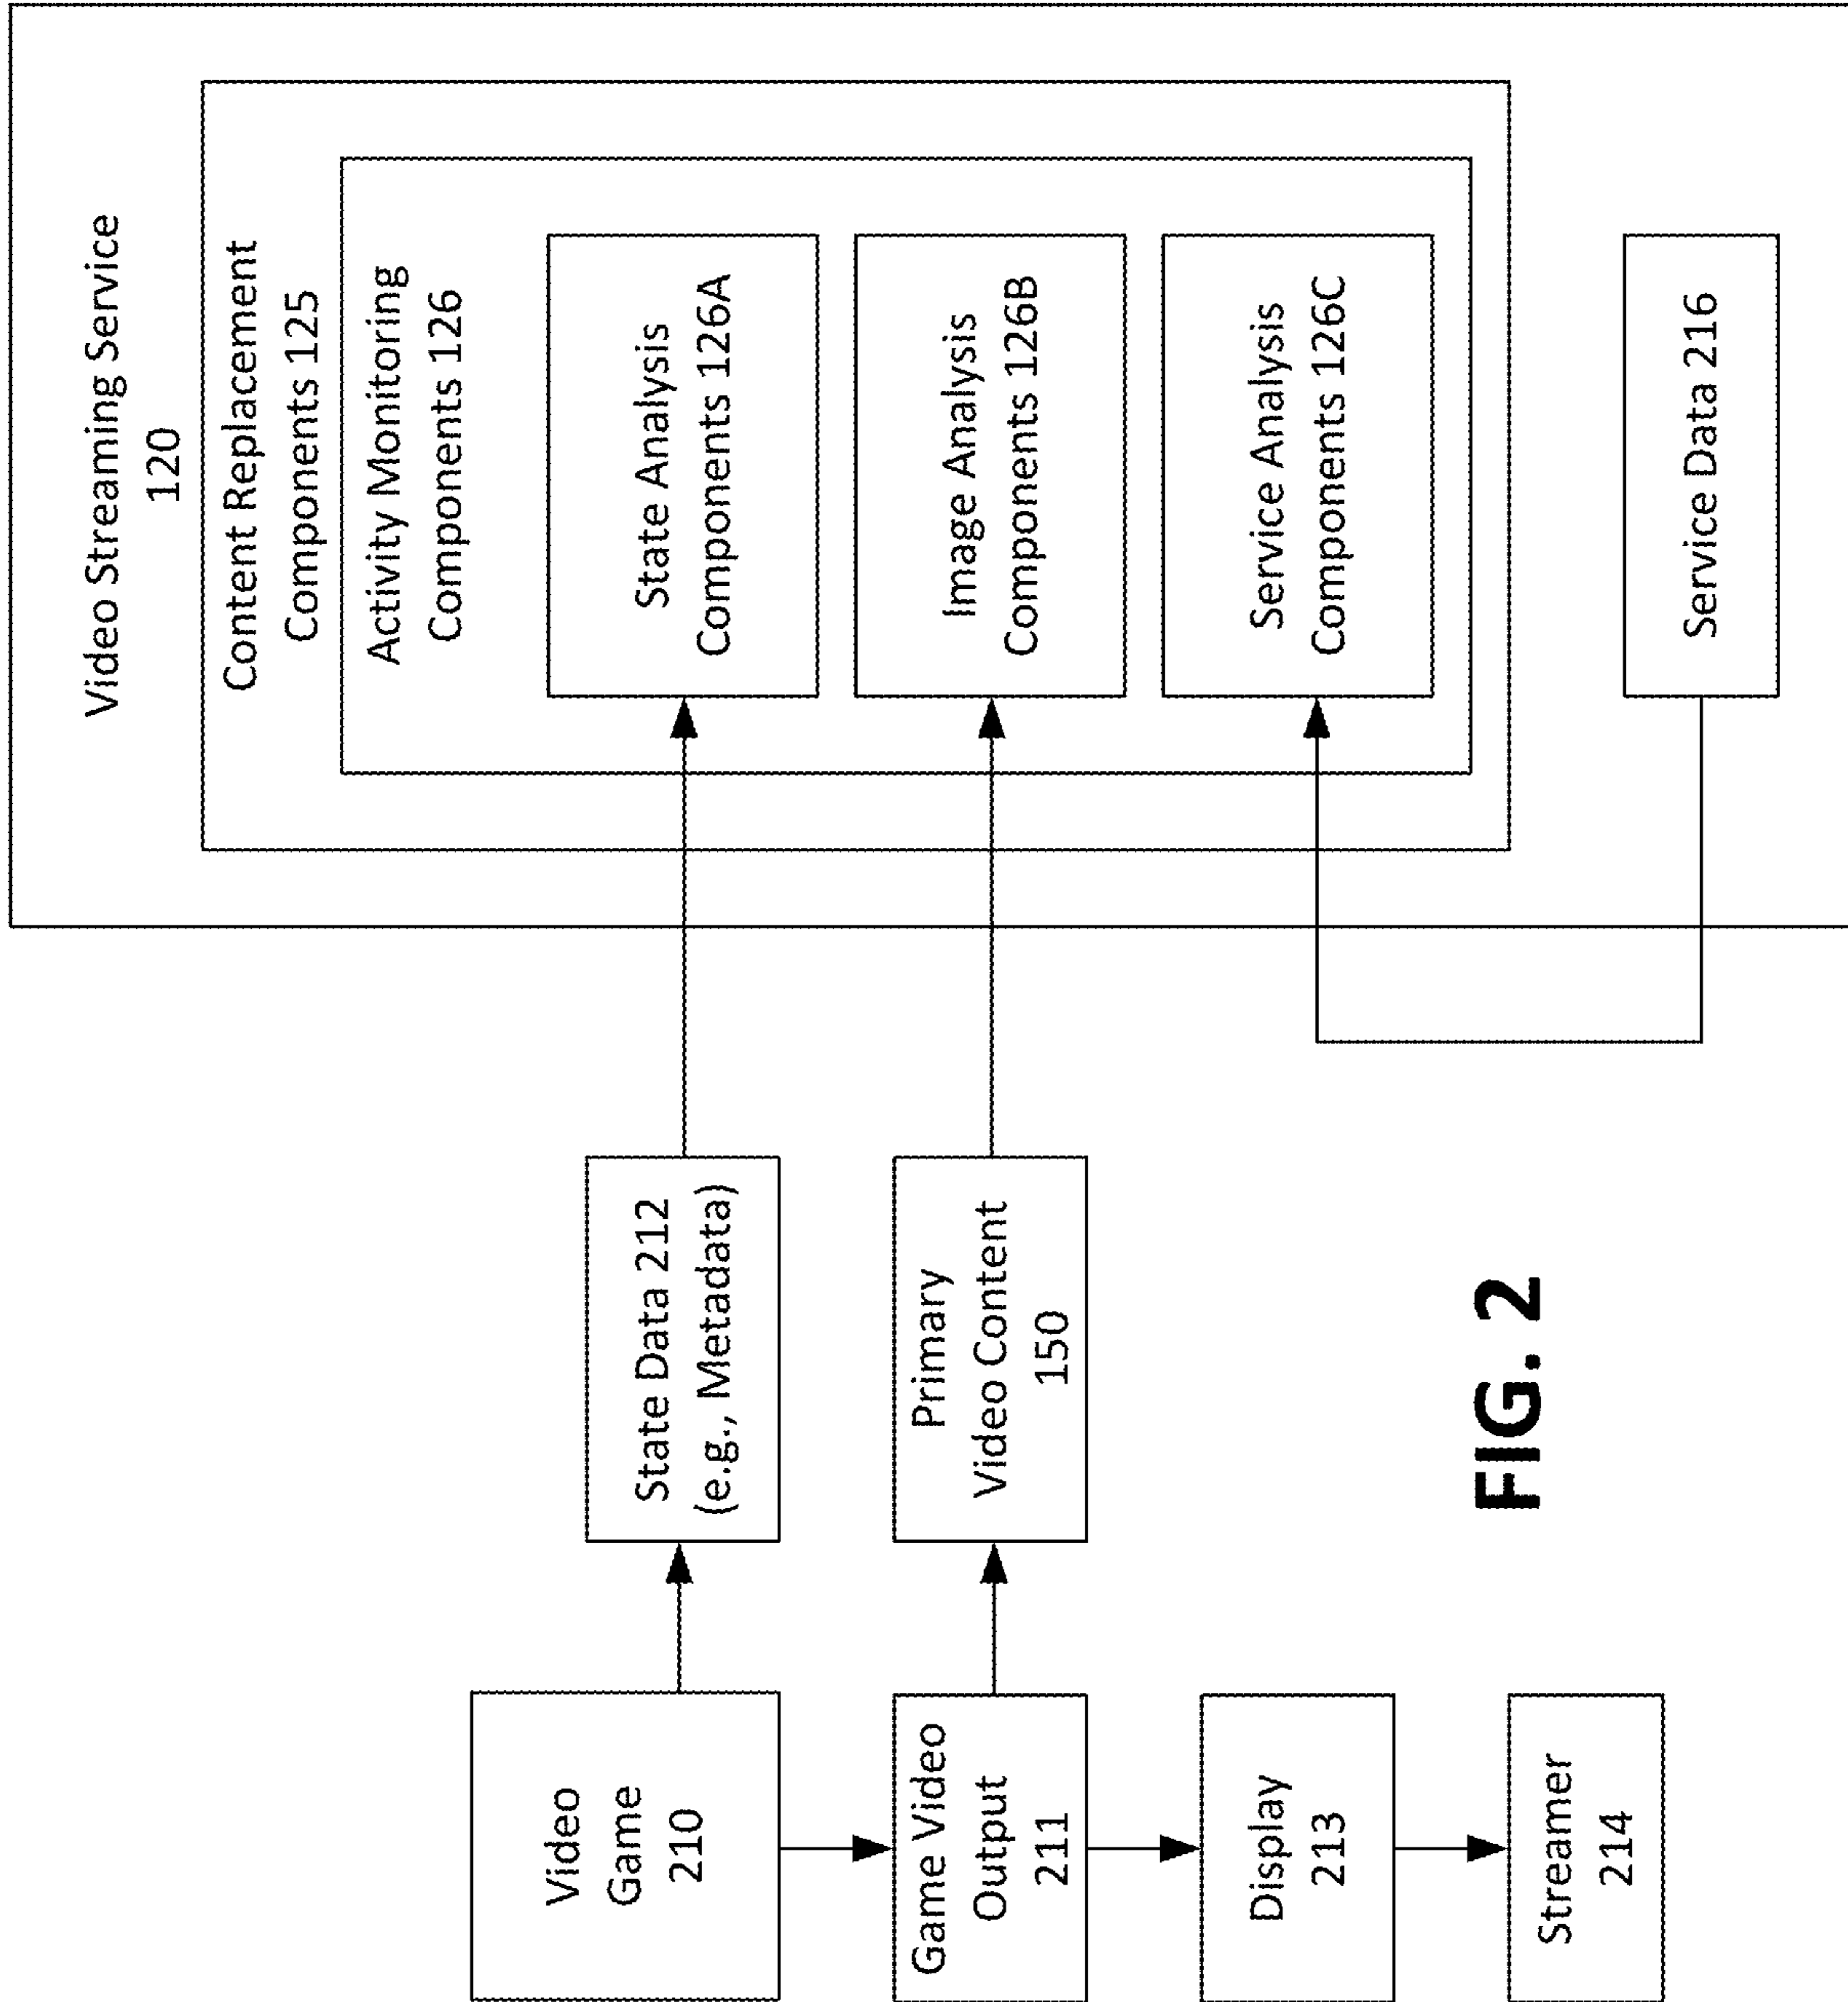 Video Streaming Service
120
Content Replacement
Components 125
Activity Monitoring
Components 126
State Analysis
Components 126A
Image Analysis
Components 126B
Service Analysis
Components 126C
Service Data 216
State Data 212
(e.g., Metadata)
Primary
Video Content
150
Video
Game
210
Game Video
Output
211
Display
213
Streamer
214
FIG. 2